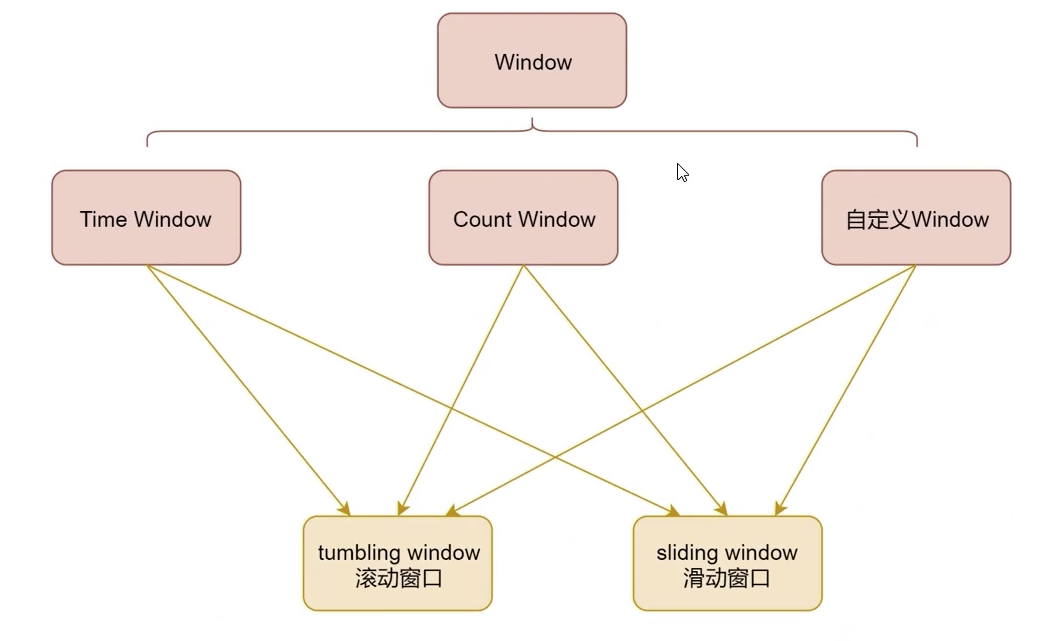 Window
Time Window
Count Window
自定义Window
tumbling window
滚动窗口
sliding window
滑动窗口